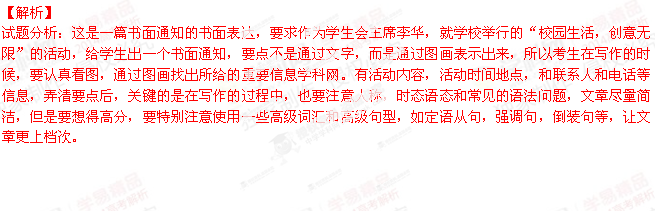 【解析】
试题分析：这是一篇书面通知的书面表达，要求作为学生会主席李华，就学校举行的“校园生活，创意无
限”的活动，给学生出一个书面通知，要点不是通过文字，而是通过图画表示出来，所以考生在写作的时
候，要认真看图，通过图画找出所给的重要信息学科网。有活动内容，活动时间地点，和联系人和电话等
信息，弄清要点后，关键的是在写作的过程中，也要注意人称，时态语态和常见的语法问题，文章尽量简
洁，但是要想得高分，要特别注意使用一些高级词汇和高级句型，如定语从句，强调句，倒装句等，让文
章更上档次。